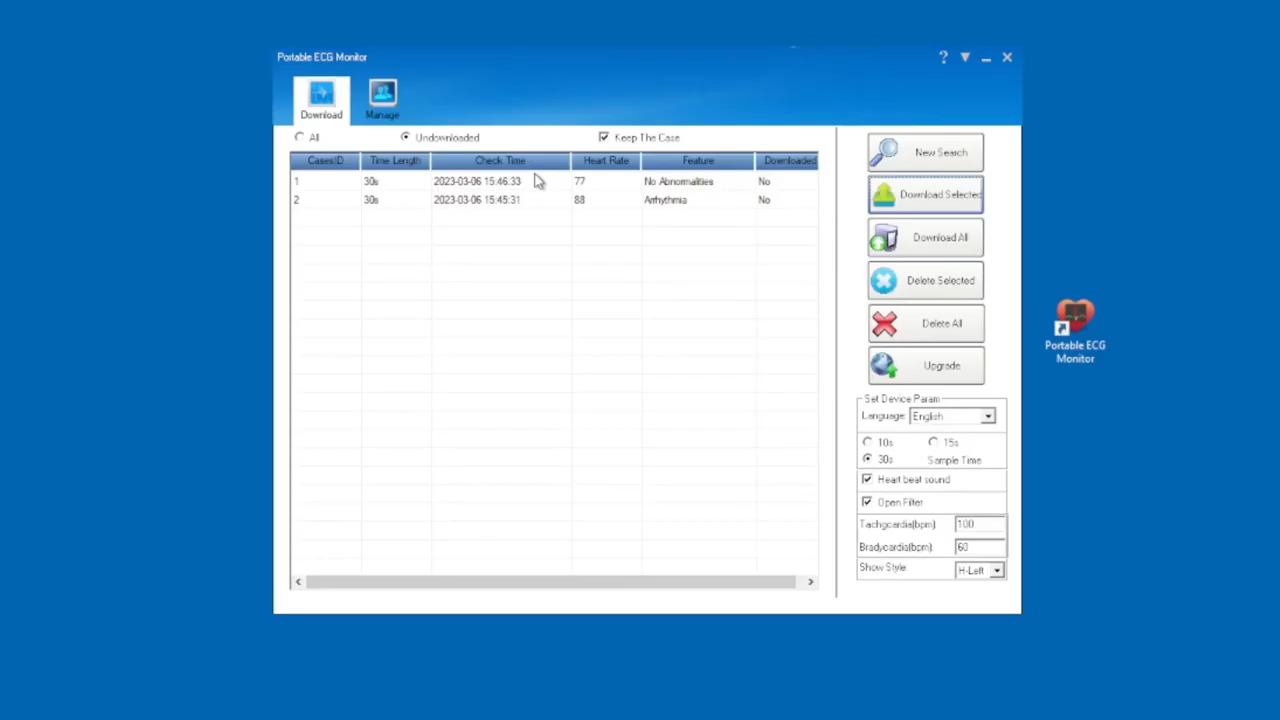 Portable ECG Monitor
?
Download
Manage
All
Undownloaded
Keep The Case
CasesID Time Length Check Time Heart Rate Feature Downloaded
1 30s 2023-03-06 15:46:33 77 No Abnormalities No
2 30s 2023-03-06 15:45:31 88 Arrhythmia No
New Search
Download Selected
Download All
Delete Selected
Delete All
Upgrade
Set Device Param
Language: English
10s 15s
30s Sample Time
Heart beat sound
Open Filter
Tachgcardia(bpm): 100
Bradycardia(bpm): 60
Show Style: H-Left
Portable ECG
Monitor